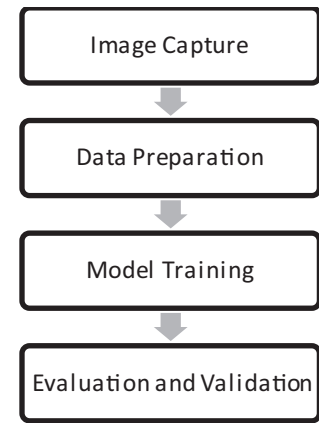 Image Capture
Data Preparation
Model Training
Evaluation and Validation